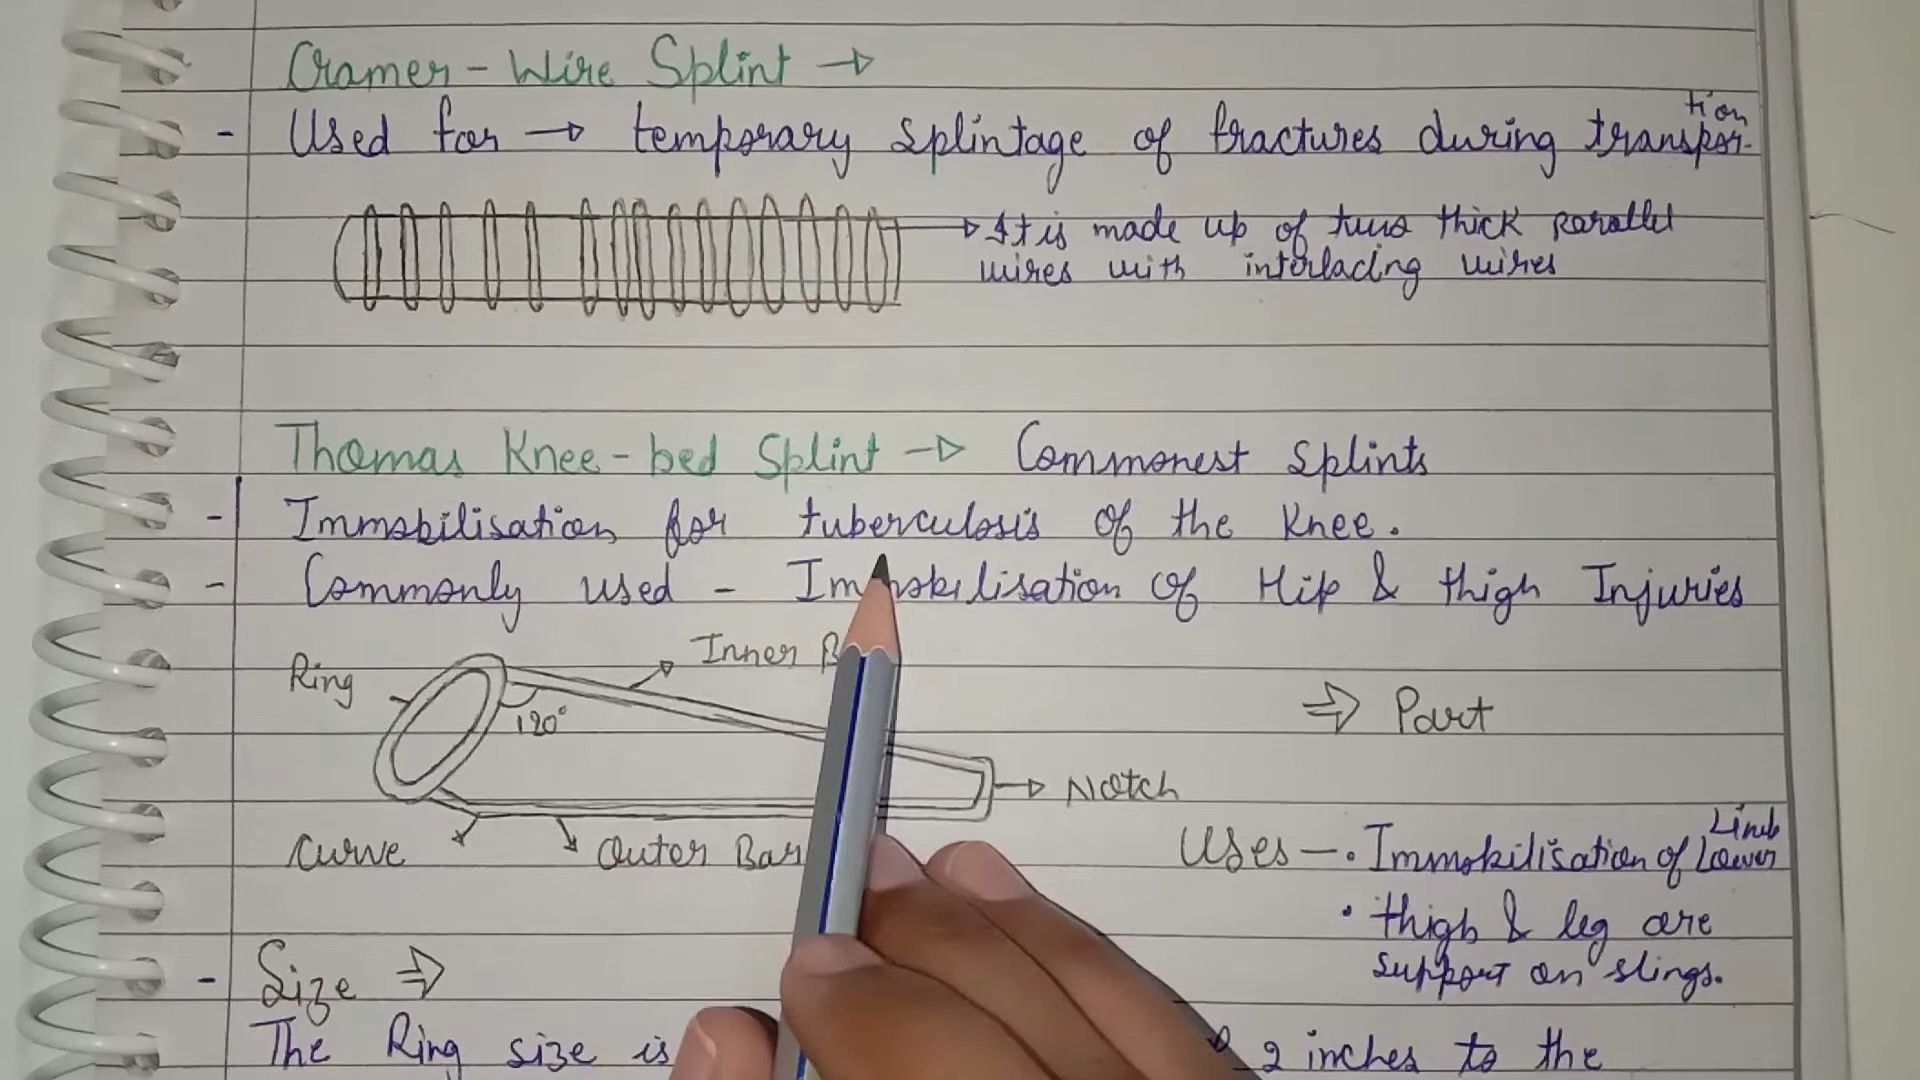 Cramer-Wire Splint →
- Used for → temporary splintage of fractures during transportation
→ It is made up of two thick parallel
wires with interlacing wires
Thomas Knee-bed Splint → Commonest Splints
- Immobilisation for tuberculosis of the Knee.
- Commonly used - Immobilisation of Hip & thigh Injuries
Inner
Ring
120°
⇒ Part
Notch
Curve
Outer Bar
Uses - • Immobilisation of Lower Limb
• thigh & leg are
support on slings.
- Size ⇒
The Ring size is 2 inches to the